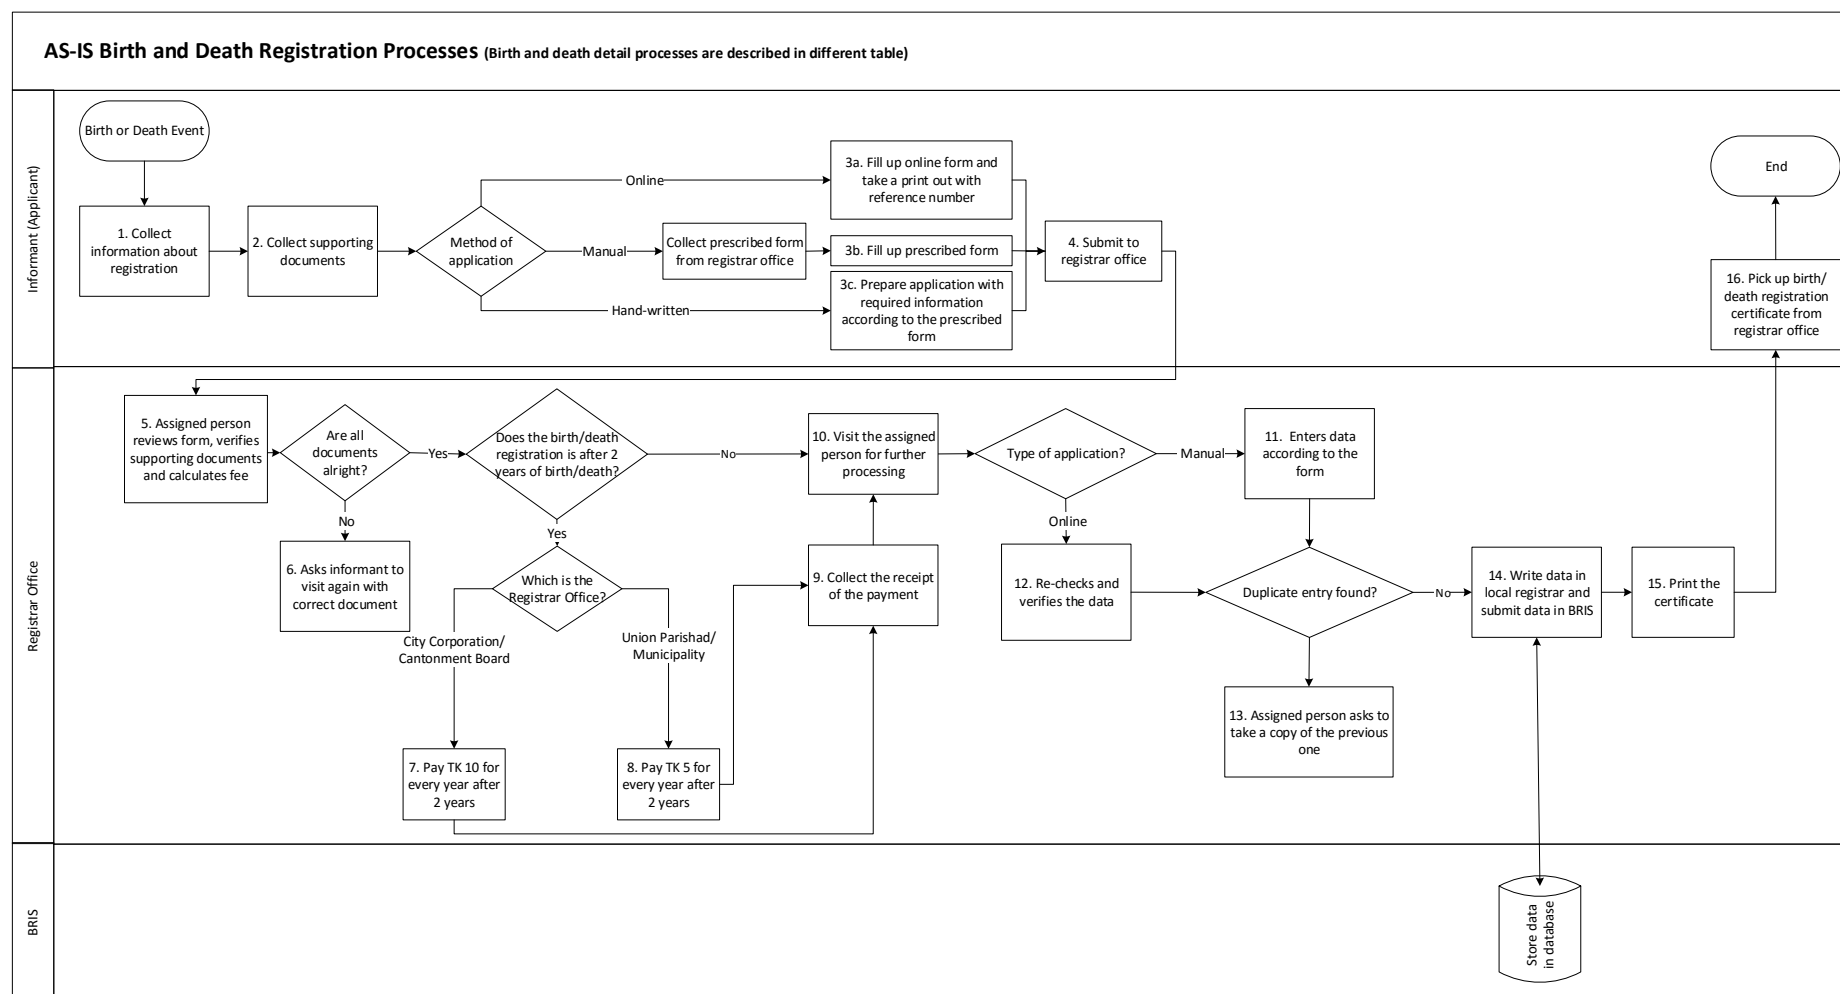 AS-IS Birth and Death Registration Processes (Birth and death detail processes are described in different table)
Informant (Applicant)
Birth or Death Event
1. Collect
information about
registration
2. Collect supporting
documents
Method of
application
Online
Manual
Hand-written
3a. Fill up online form and
take a print out with
reference number
Collect prescribed form
from registrar office
3b. Fill up prescribed form
3c. Prepare application with
required information
according to the prescribed
form
4. Submit to
registrar office
End
16. Pick up birth/
death registration
certificate from
registrar office
Registrar Office
5. Assigned person
reviews form, verifies
supporting documents
and calculates fee
Are all
documents
alright?
Yes
No
6. Asks informant to
visit again with
correct document
Does the birth/death
registration is after 2
years of birth/death?
No
Yes
Which is the
Registrar Office?
City Corporation/
Cantonment Board
Union Parishad/
Municipality
7. Pay TK 10 for
every year after
2 years
8. Pay TK 5 for
every year after
2 years
9. Collect the receipt
of the payment
10. Visit the assigned
person for further
processing
Type of application?
Manual
Online
11. Enters data
according to the
form
12. Re-checks and
verifies the data
Duplicate entry found?
No
13. Assigned person asks to
take a copy of the previous
one
14. Write data in
local registrar and
submit data in BRIS
15. Print the
certificate
BRIS
Store data
in database